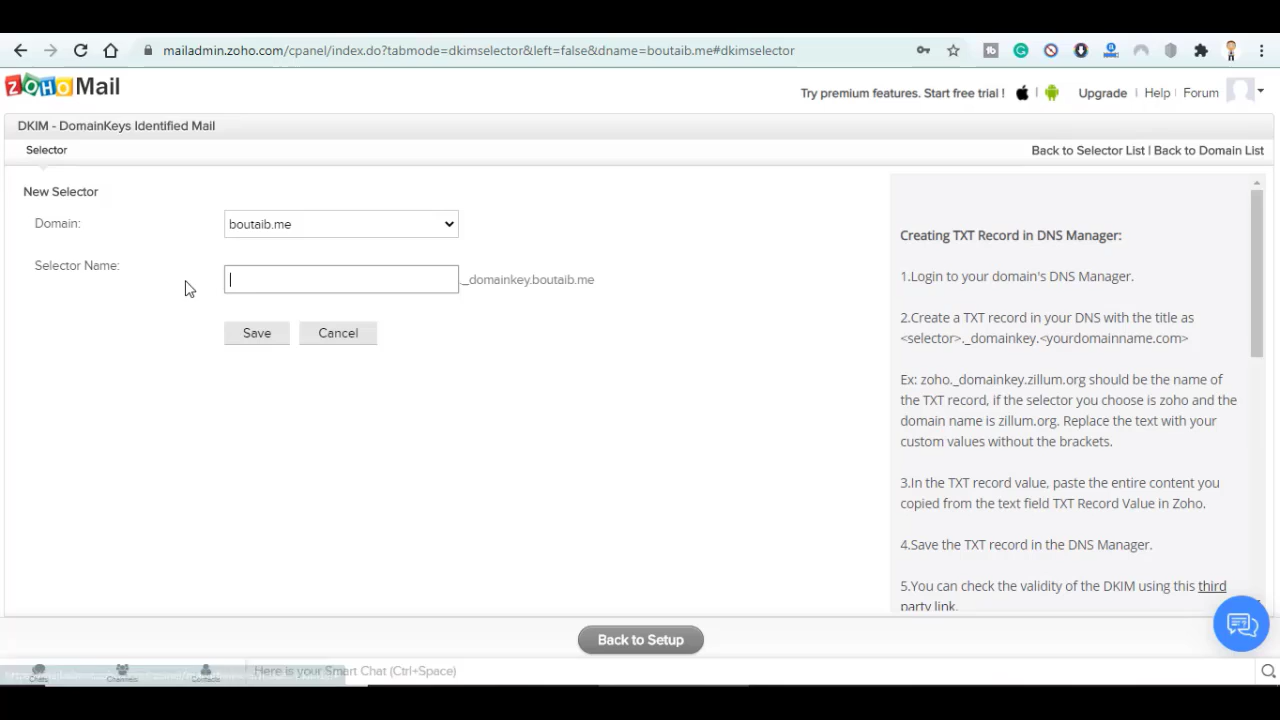 mailadmin.zoho.com/cpanel/index.do?tabmode=dkimselector&left=false&dname=boutaib.me#dkimselector
ZOHO Mail
Try premium features. Start free trial ! | Upgrade | Help | Forum
DKIM - DomainKeys Identified Mail
Selector
Back to Selector List | Back to Domain List
New Selector
Domain:
boutaib.me
Selector Name:
._domainkey.boutaib.me
Save
Cancel
Creating TXT Record in DNS Manager:
1.Login to your domain's DNS Manager.
2.Create a TXT record in your DNS with the title as
<selector>._domainkey.<yourdomainname.com>
Ex: zoho._domainkey.zillum.org should be the name of
the TXT record, if the selector you choose is zoho and the
domain name is zillum.org. Replace the text with your
custom values without the brackets.
3.In the TXT record value, paste the entire content you
copied from the text field TXT Record Value in Zoho.
4.Save the TXT record in the DNS Manager.
5.You can check the validity of the DKIM using this third
party link.
Back to Setup
Chats
Channels
Contacts
Here is your Smart Chat (Ctrl+Space)